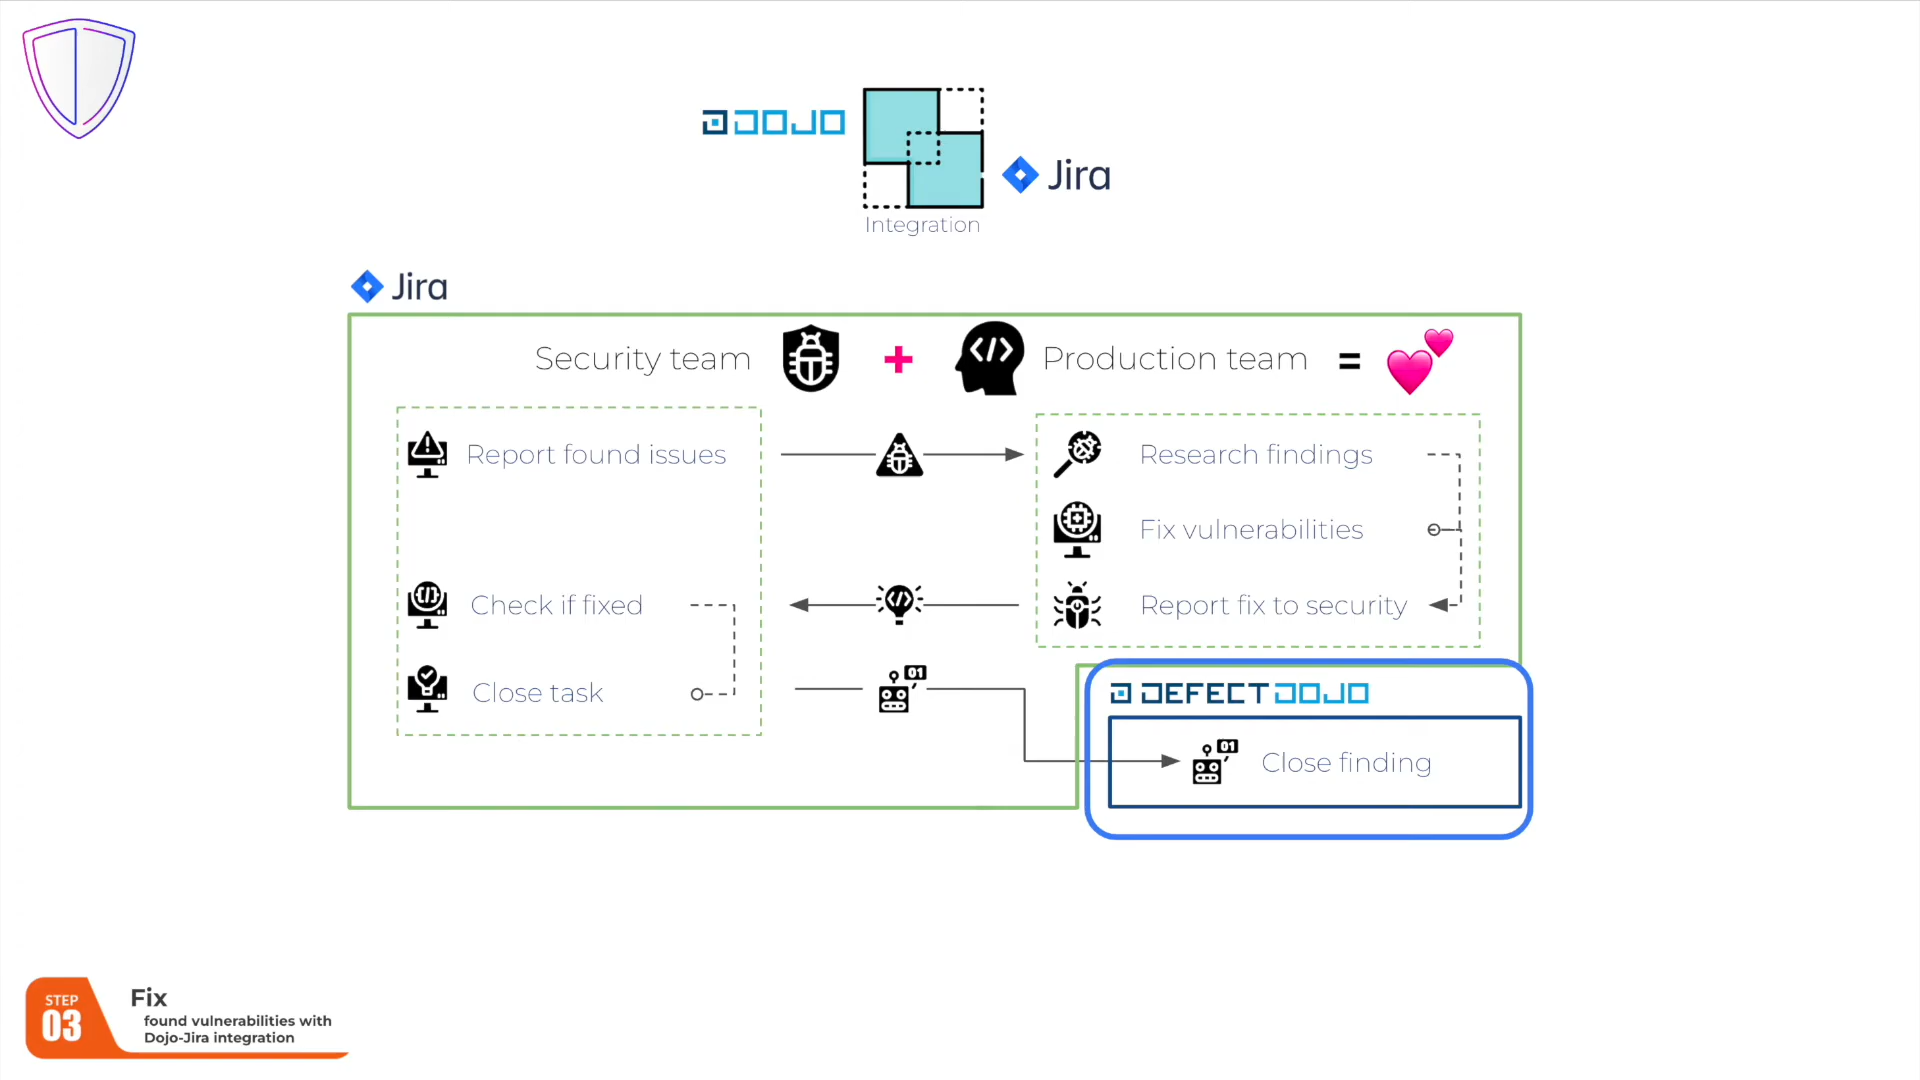 DOJO
Jira
Integration
Jira
Security team + Production team =
Report found issues
Research findings
Fix vulnerabilities
Check if fixed
Report fix to security
Close task
01
DEFECTDOJO
01
Close finding
STEP
03
Fix
found vulnerabilities with
Dojo-Jira integration